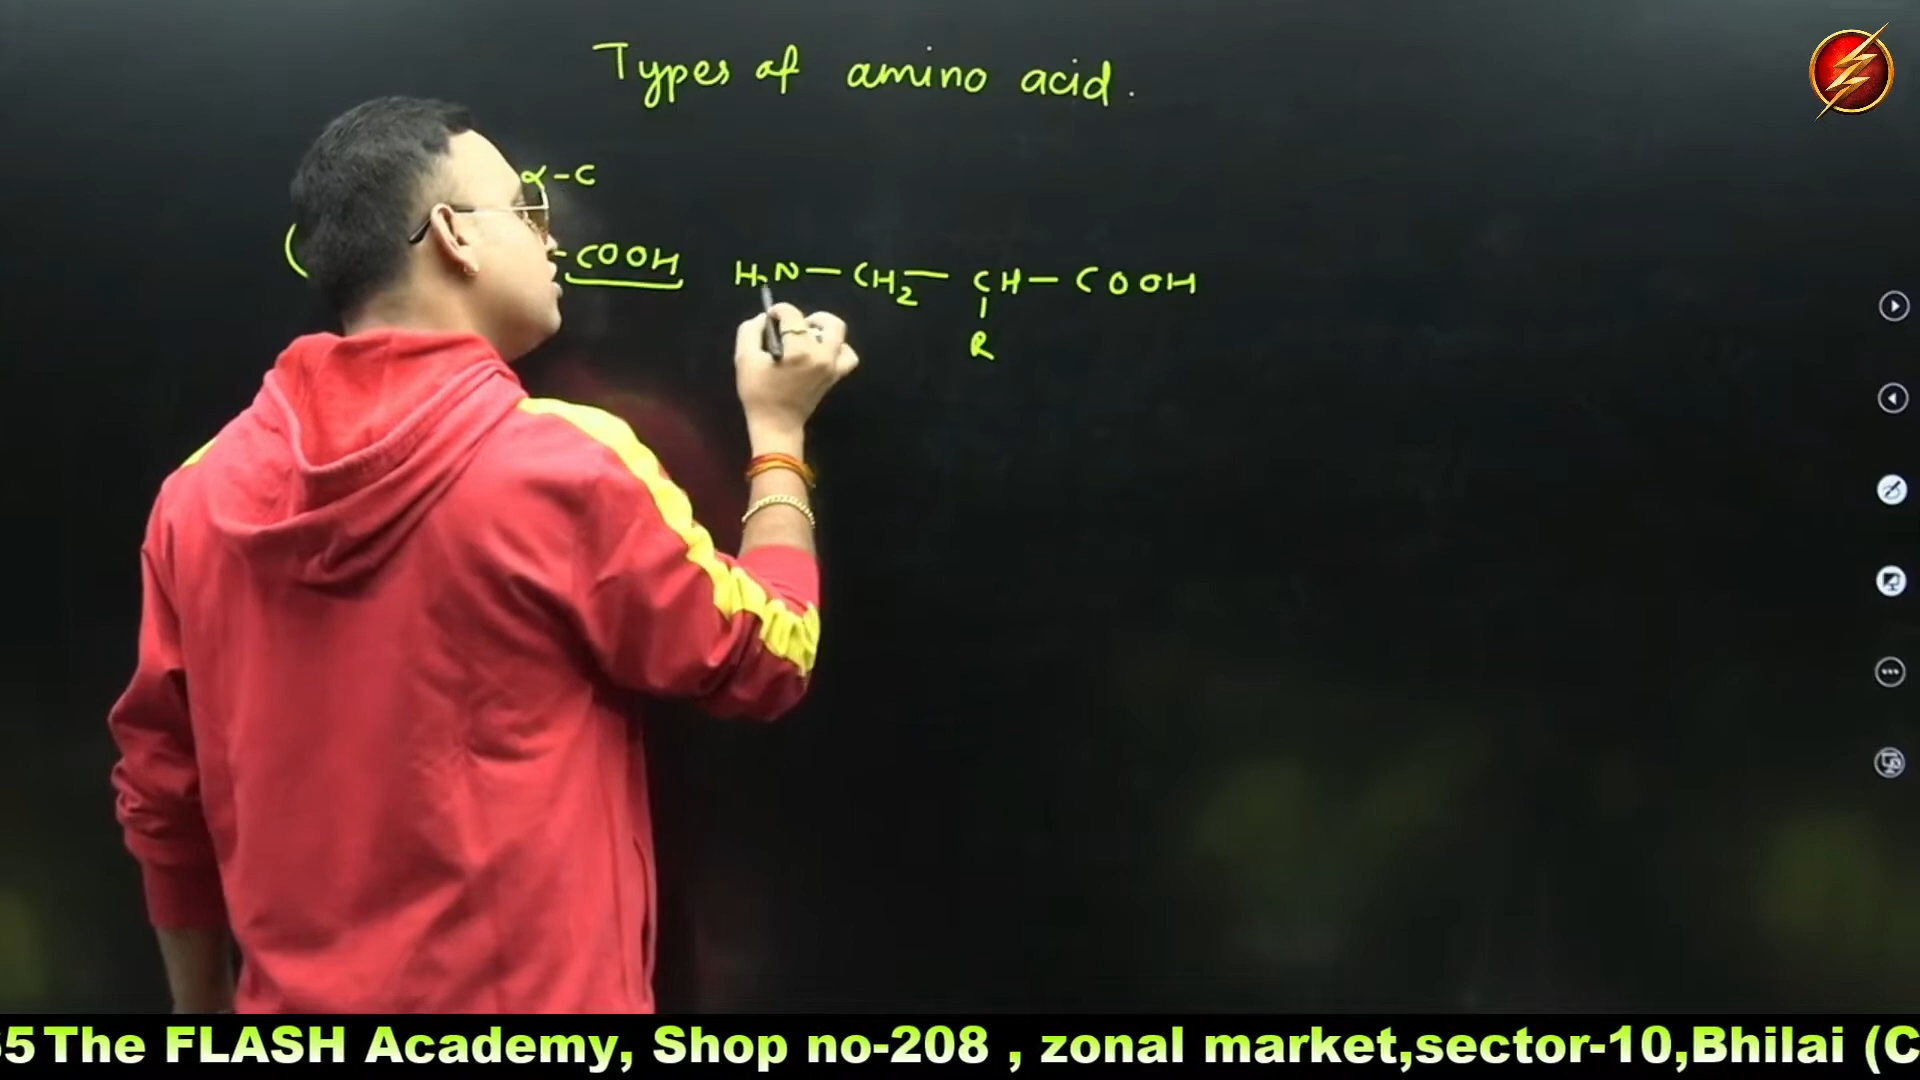 Types of amino acid.
α-C
(
-COOH H2N—CH2— CH— COOH
R
5 The FLASH Academy, Shop no-208 , zonal market,sector-10,Bhilai (C